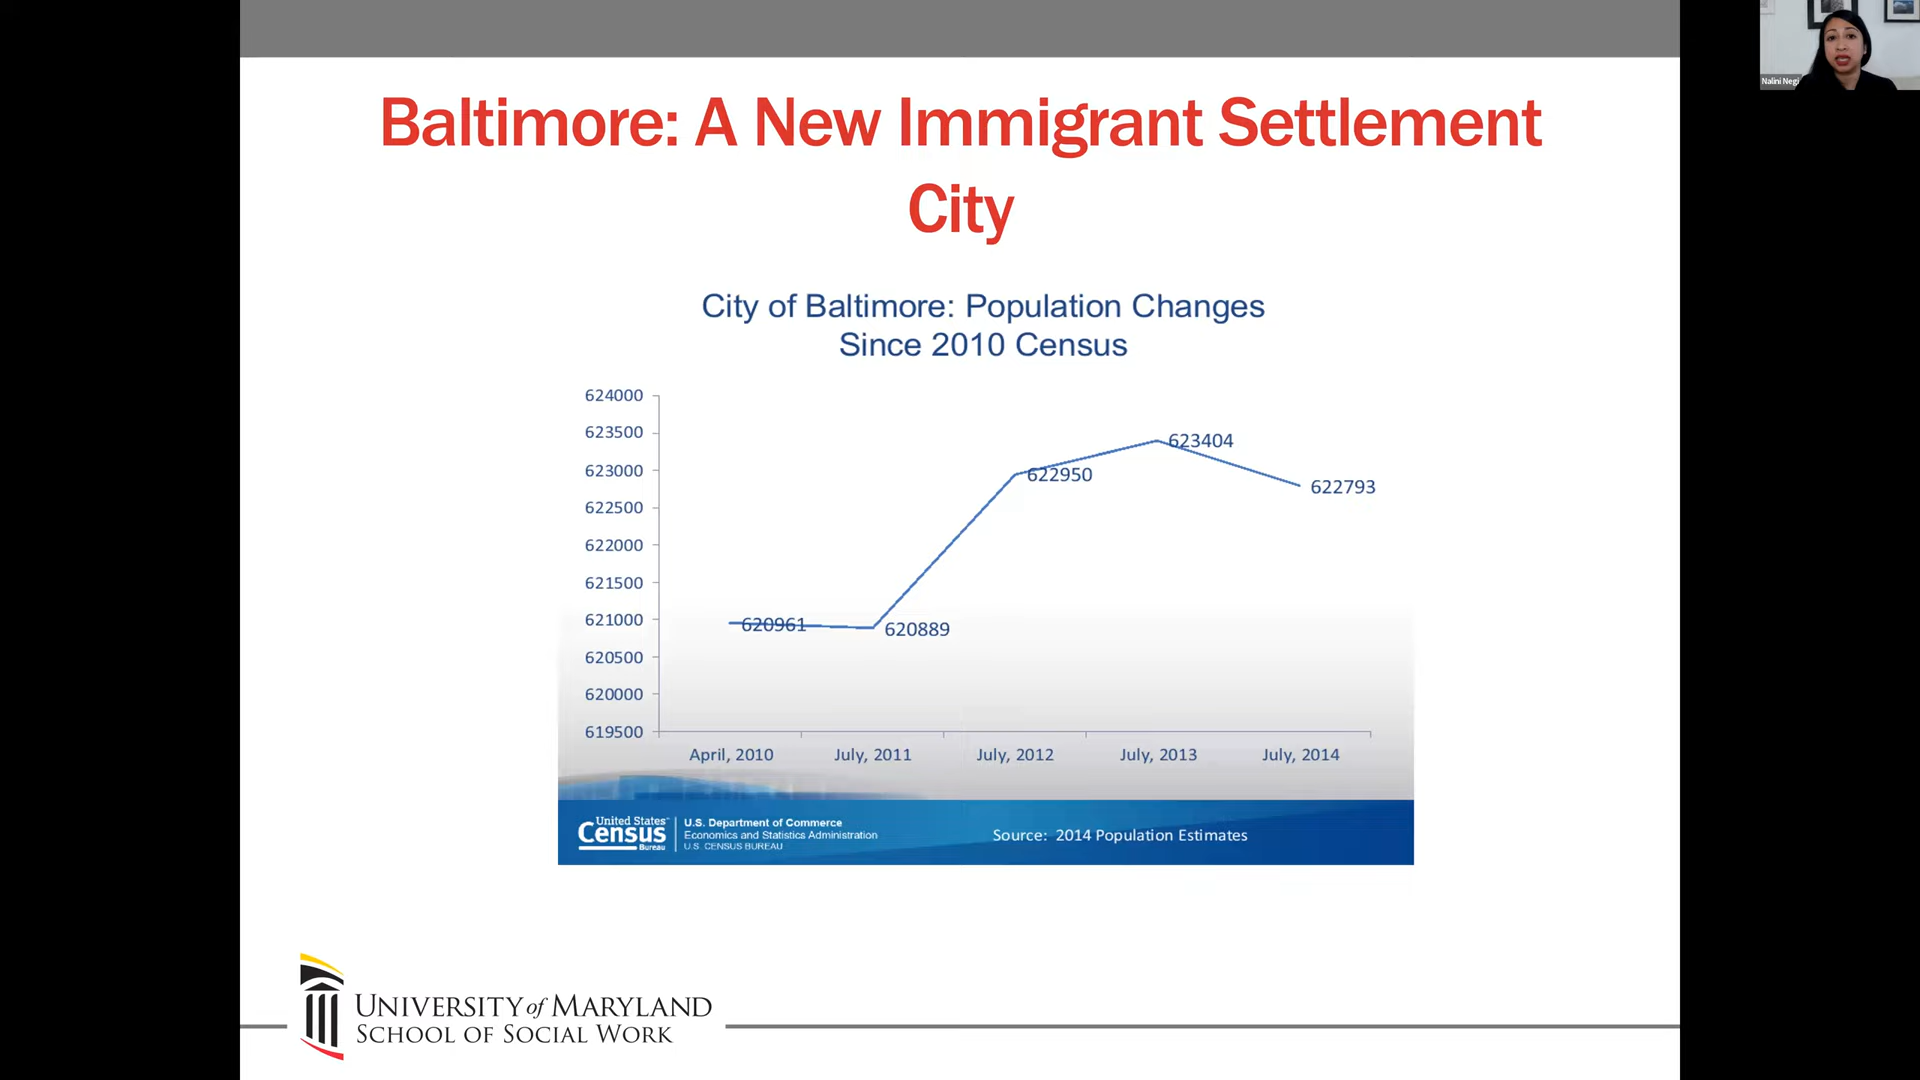 Nalini Negi
Baltimore: A New Immigrant Settlement
City
City of Baltimore: Population Changes
Since 2010 Census
624000
623500
623000
622500
622000
621500
621000
620500
620000
619500
620961
620889
622950
623404
622793
April, 2010
July, 2011
July, 2012
July, 2013
July, 2014
United States™
Census
Bureau
U.S. Department of Commerce
Economics and Statistics Administration
U.S. CENSUS BUREAU
Source: 2014 Population Estimates
UNIVERSITY of MARYLAND
SCHOOL OF SOCIAL WORK